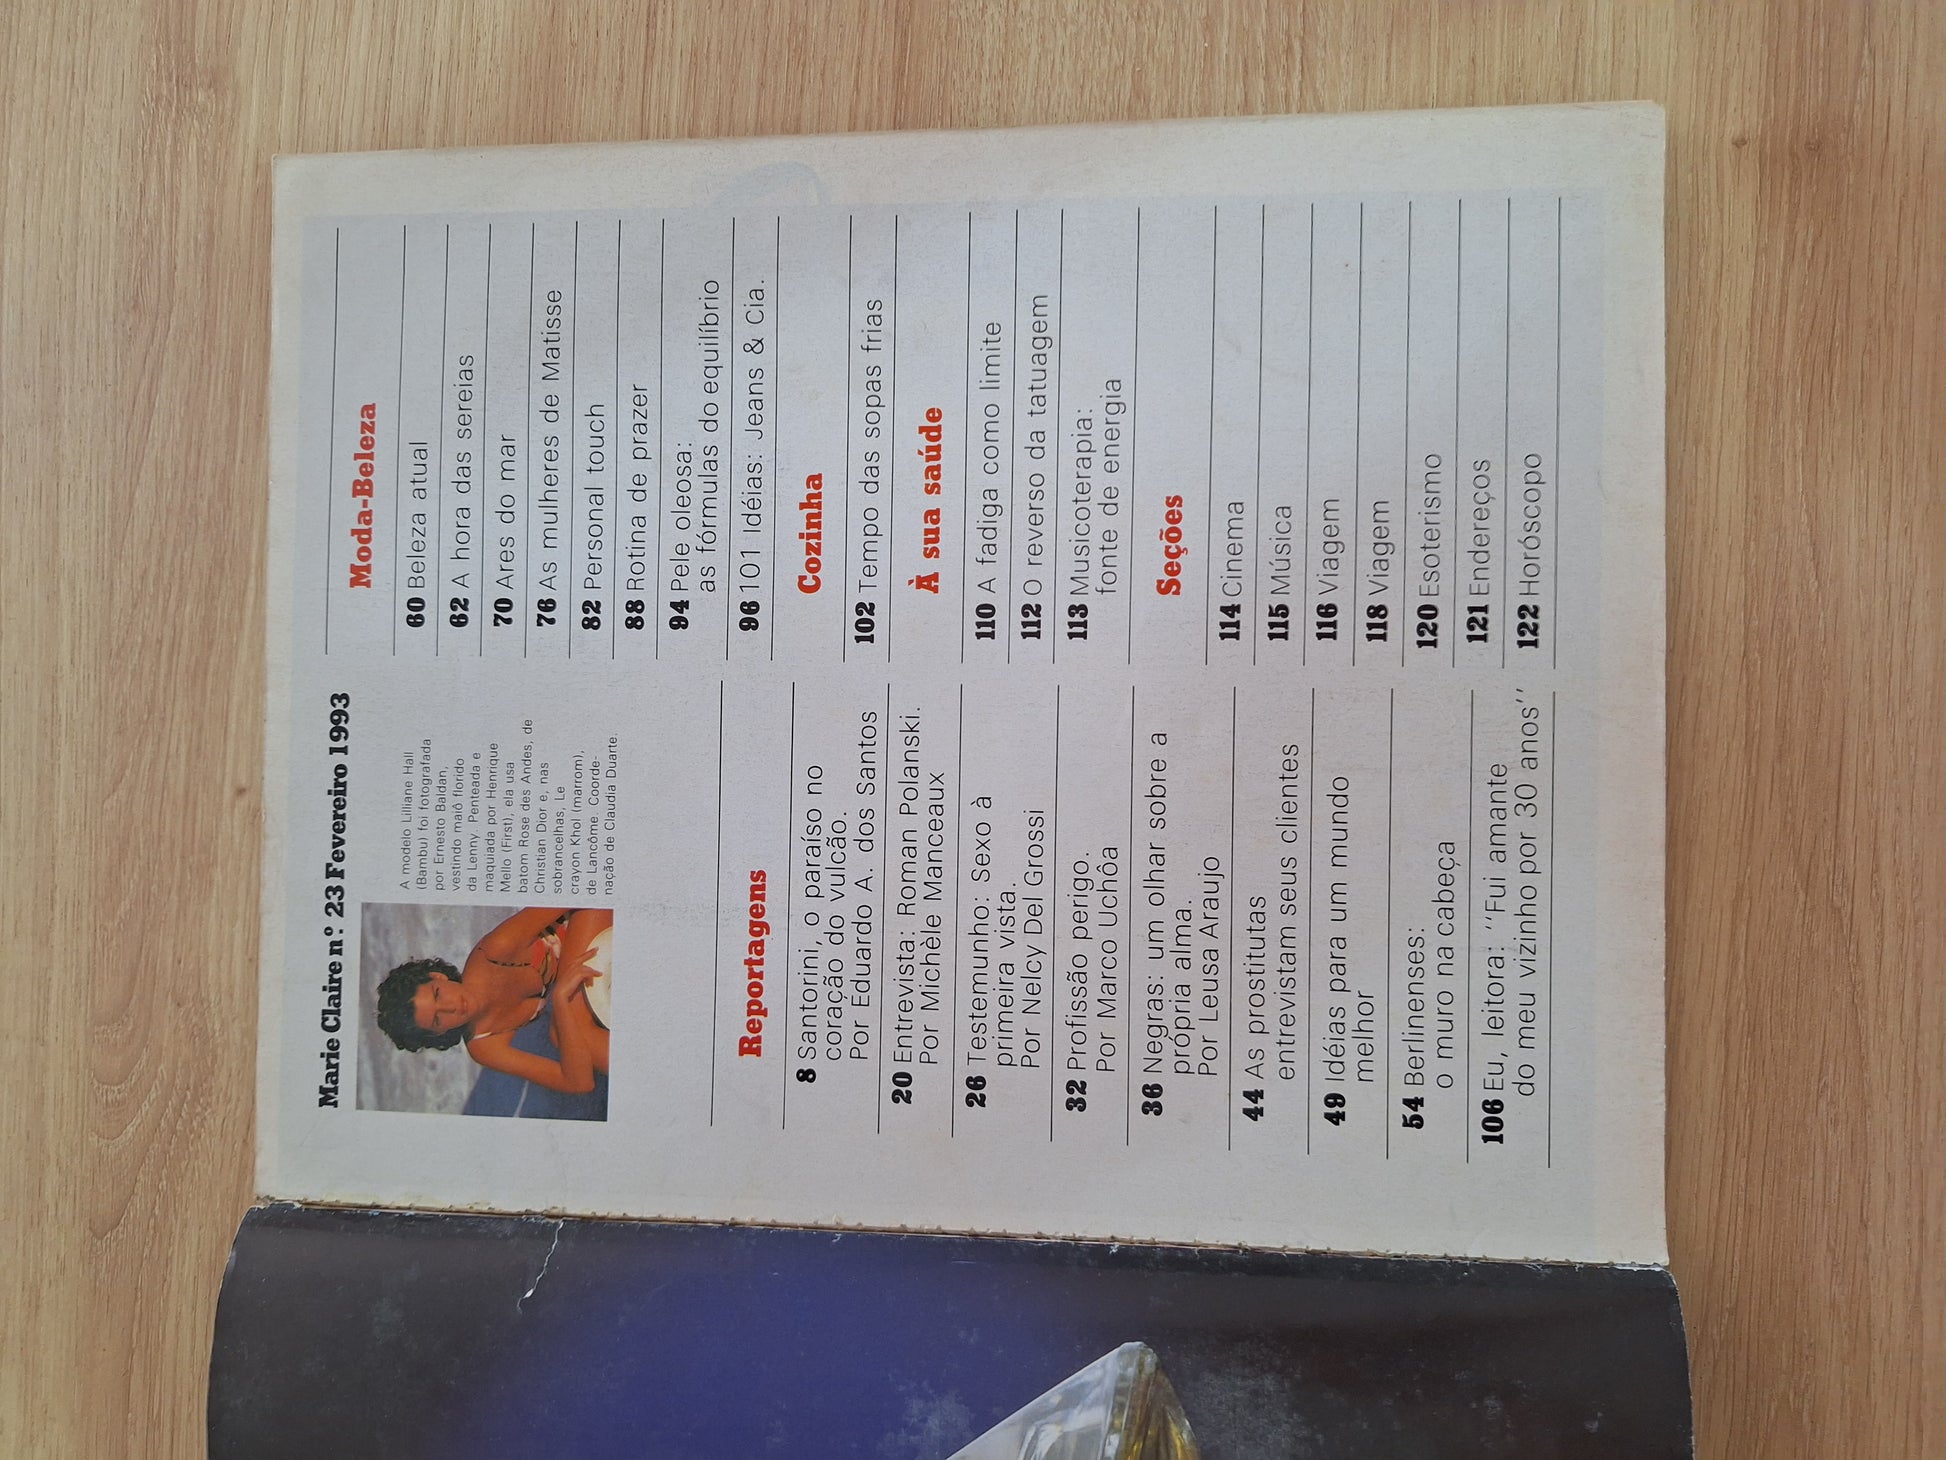 Marie Claire nº 23 Fevereiro 1993
A modelo Lilliane Hall
(Bambu) foi fotografada
por Ernesto Baldan,
vestindo maiô florido
da Lenny. Penteada e
maquiada por Henrique
Mello (First), ela usa
batom Rose des Andes, de
Christian Dior e, nas
sobrancelhas, Le
crayon Khol (marrom),
de Lancôme. Coorde-
nação de Claudia Duarte.
Reportagens
8 Santorini, o paraíso no
coração do vulcão.
Por Eduardo A. dos Santos
20 Entrevista: Roman Polanski.
Por Michèle Manceaux
26 Testemunho: Sexo à
primeira vista.
Por Nelcy Del Grossi
32 Profissão perigo.
Por Marco Uchôa
36 Negras: um olhar sobre a
própria alma.
Por Leusa Araujo
44 As prostitutas
entrevistam seus clientes
49 Idéias para um mundo
melhor
54 Berlinenses:
o muro na cabeça
106 Eu, leitora: ‘‘Fui amante
do meu vizinho por 30 anos’’
Moda-Beleza
60 Beleza atual
62 A hora das sereias
70 Ares do mar
76 As mulheres de Matisse
82 Personal touch
88 Rotina de prazer
94 Pele oleosa:
as fórmulas do equilíbrio
96 101 Idéias: Jeans & Cia.
Cozinha
102 Tempo das sopas frias
À sua saúde
110 A fadiga como limite
112 O reverso da tatuagem
113 Musicoterapia:
fonte de energia
Seções
114 Cinema
115 Música
116 Viagem
118 Viagem
120 Esoterismo
121 Endereços
122 Horóscopo